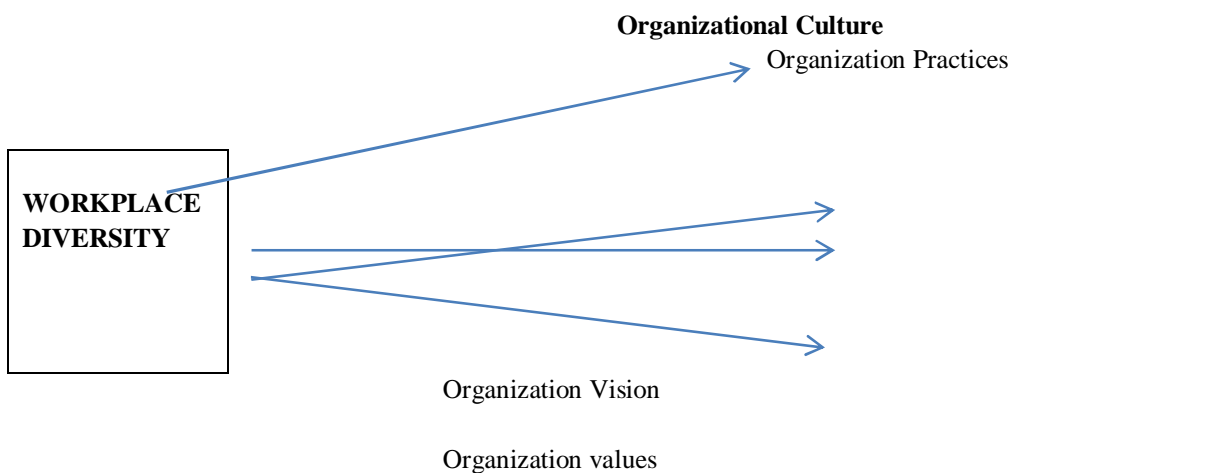 Organizational Culture
Organization Practices
WORKPLACE
DIVERSITY
Organization Vision
Organization values